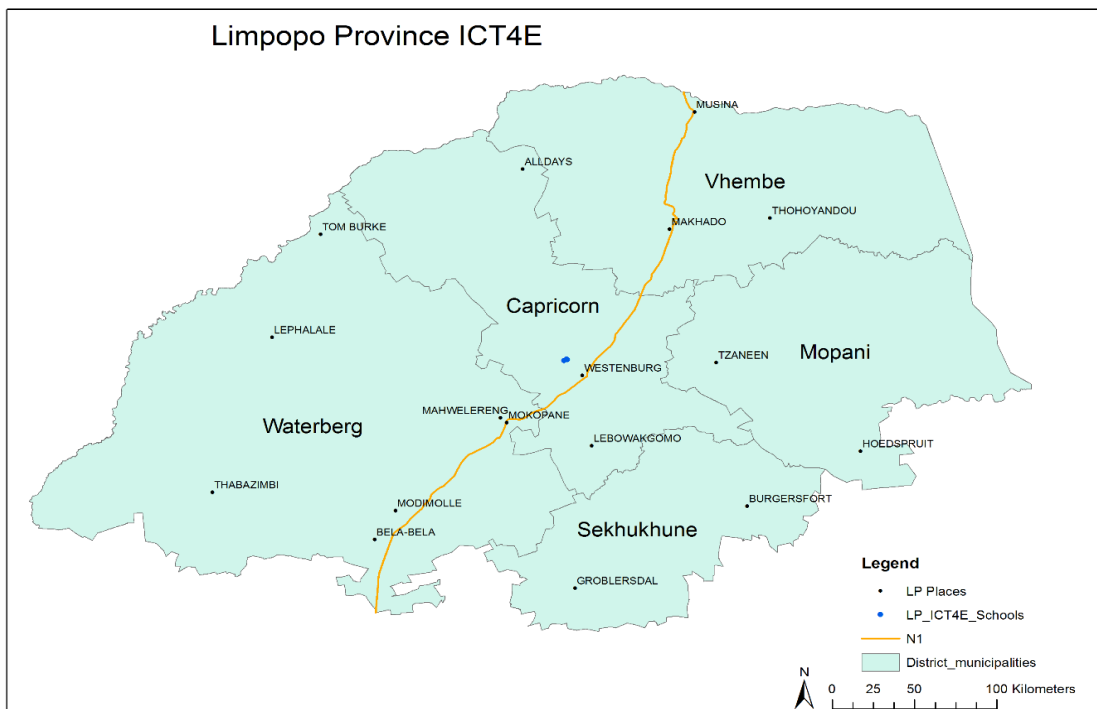 Limpopo Province ICT4E
MUSINA
ALLDAYS
Vhembe
THOHOYANDOU
MAKHADO
TOM BURKE
Capricorn
LEPHALALE
Mopani
TZANEEN
WESTENBURG
MAHWELERENG
MOKOPANE
Waterberg
LEBOWAKGOMO
HOEDSPRUIT
THABAZIMBI
MODIMOLLE
BURGERSFORT
Sekhukhune
BELA-BELA
GROBLERSDAL
Legend
LP Places
LP_ICT4E_Schools
N1
District_municipalities
N
0 25 50 100 Kilometers